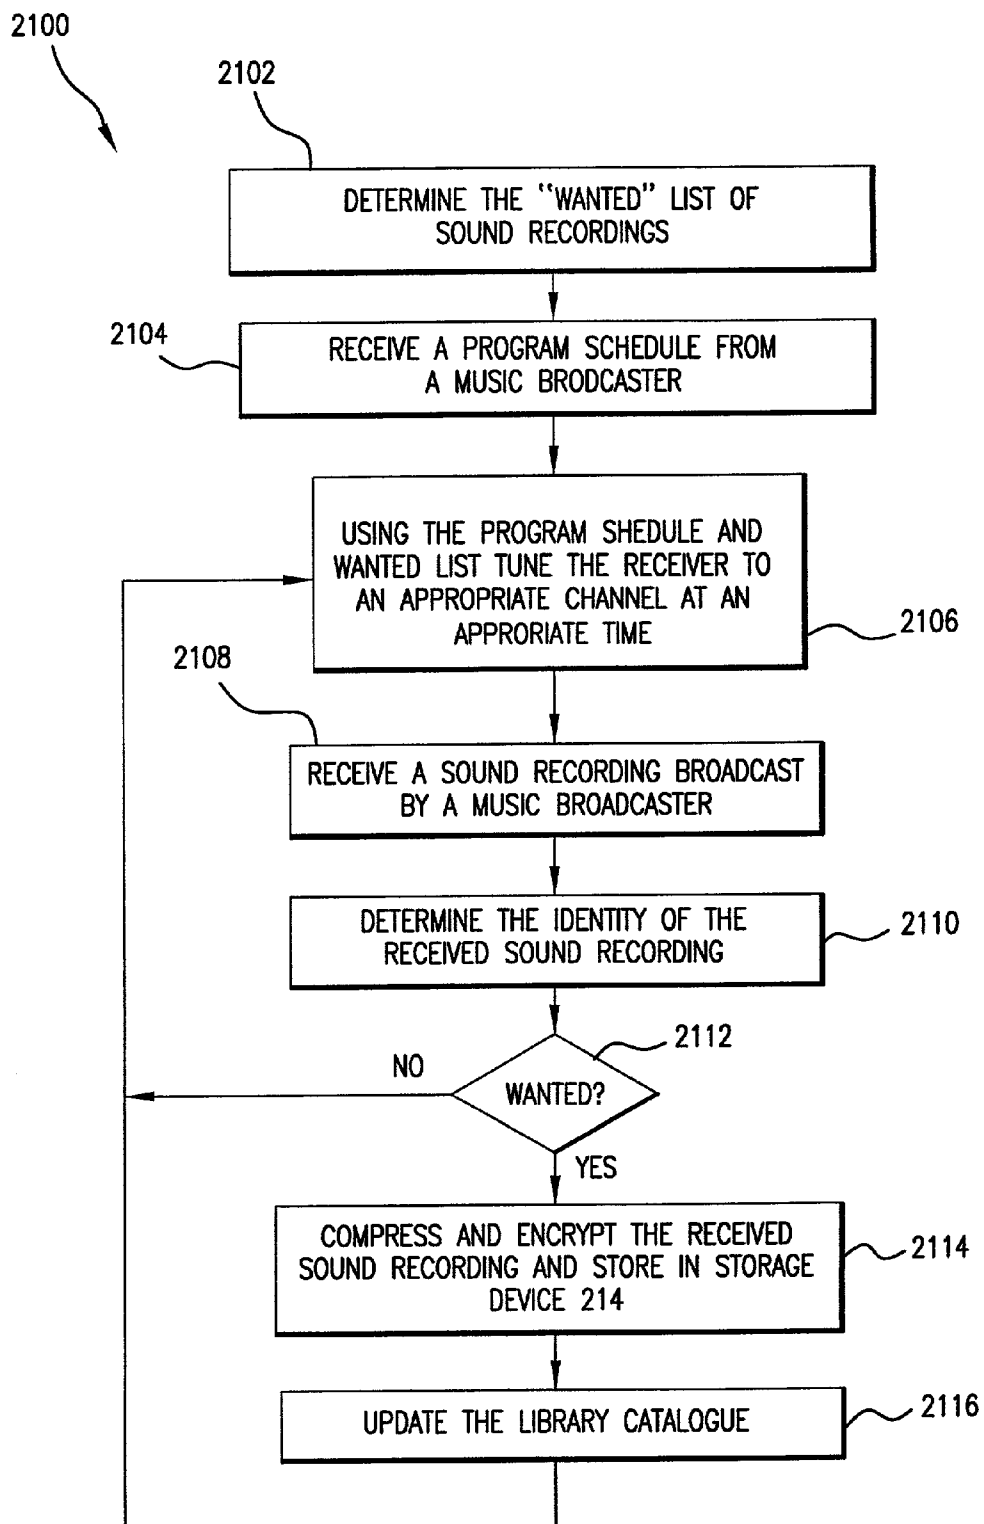 2100
2102
DETERMINE THE "WANTED" LIST OF
SOUND RECORDINGS
2104
RECEIVE A PROGRAM SCHEDULE FROM
A MUSIC BRODCASTER
USING THE PROGRAM SHEDULE AND
WANTED LIST TUNE THE RECEIVER TO
AN APPROPRIATE CHANNEL AT AN
APPRORIATE TIME
2106
2108
RECEIVE A SOUND RECORDING BROADCAST
BY A MUSIC BROADCASTER
DETERMINE THE IDENTITY OF THE
RECEIVED SOUND RECORDING
2110
2112
NO
WANTED?
YES
COMPRESS AND ENCRYPT THE RECEIVED
SOUND RECORDING AND STORE IN STORAGE
DEVICE 214
2114
UPDATE THE LIBRARY CATALOGUE
2116